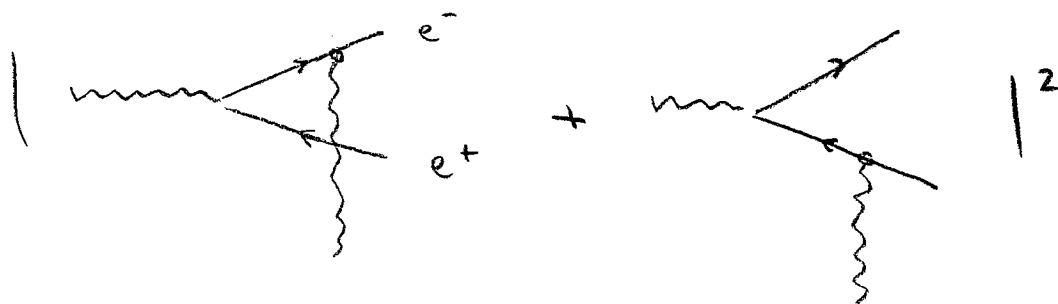 | e⁻ + |²
e⁺